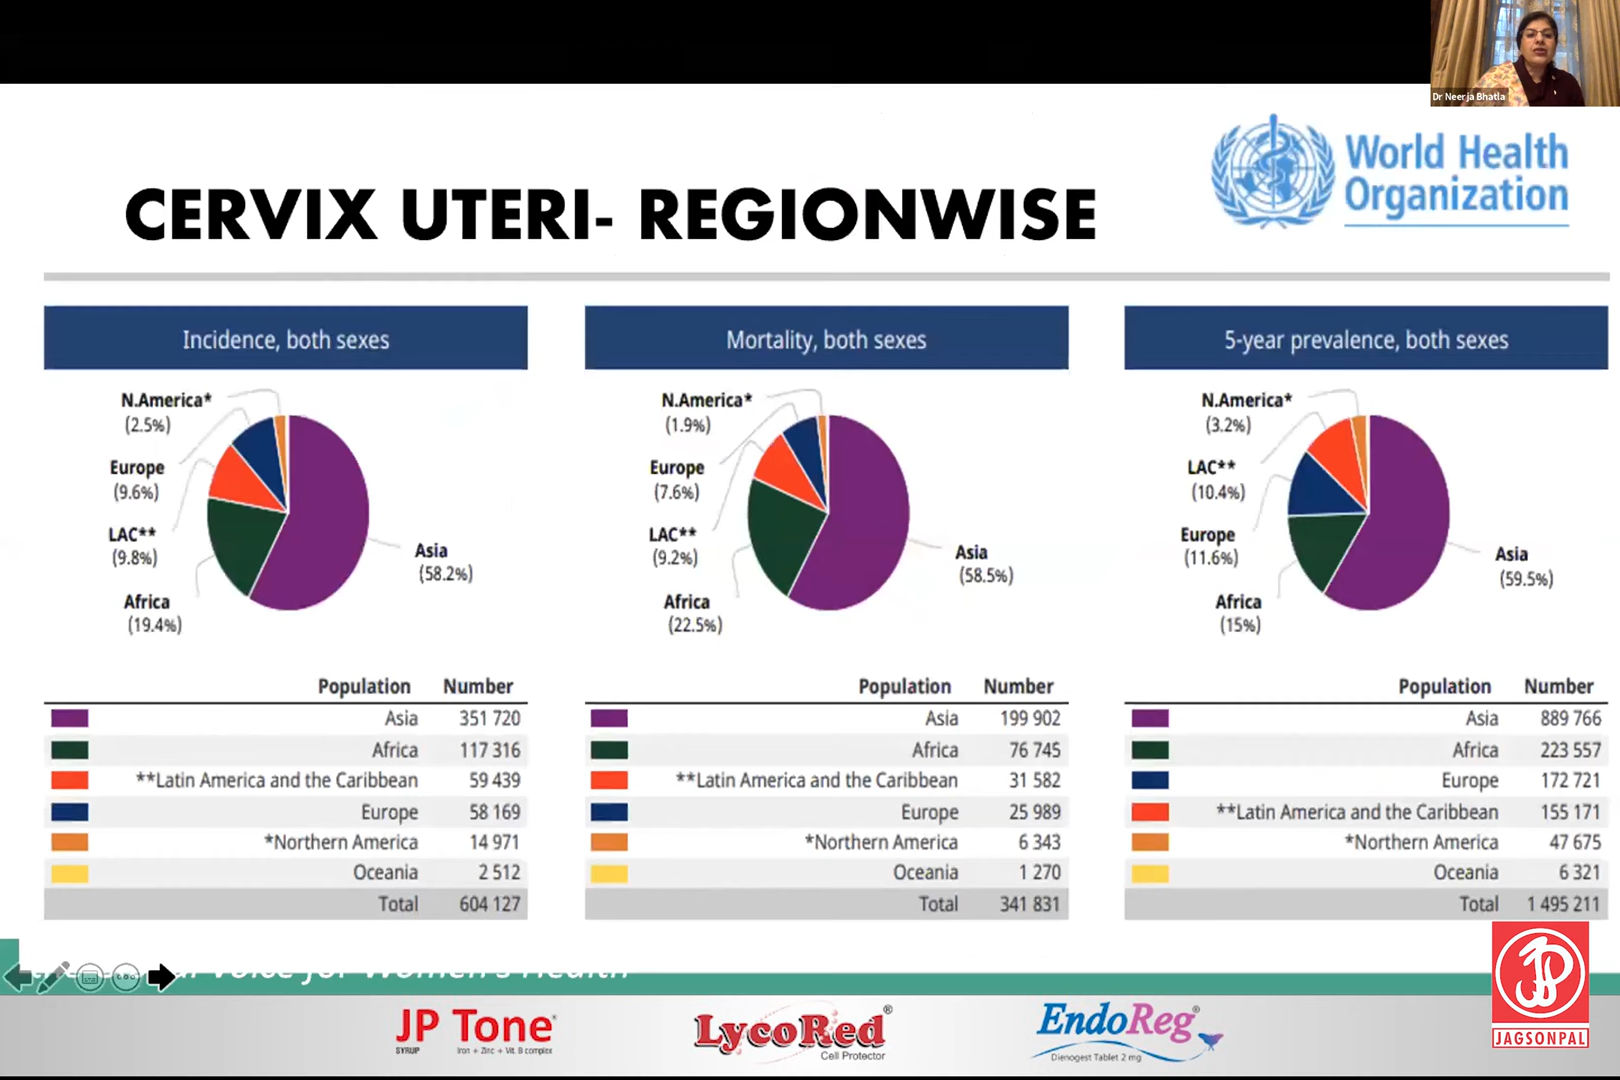 Dr Neerja Bhatla
World Health
Organization
CERVIX UTERI- REGIONWISE
Incidence, both sexes
N.America*
(2.5%)
Europe
(9.6%)
LAC**
(9.8%)
Africa
(19.4%)
Asia
(58.2%)
Population Number
Asia 351 720
Africa 117 316
**Latin America and the Caribbean 59 439
Europe 58 169
*Northern America 14 971
Oceania 2 512
Total 604 127
Mortality, both sexes
N.America*
(1.9%)
Europe
(7.6%)
LAC**
(9.2%)
Africa
(22.5%)
Asia
(58.5%)
Population Number
Asia 199 902
Africa 76 745
**Latin America and the Caribbean 31 582
Europe 25 989
*Northern America 6 343
Oceania 1 270
Total 341 831
5-year prevalence, both sexes
N.America*
(3.2%)
LAC**
(10.4%)
Europe
(11.6%)
Africa
(15%)
Asia
(59.5%)
Population Number
Asia 889 766
Africa 223 557
Europe 172 721
**Latin America and the Caribbean 155 171
*Northern America 47 675
Oceania 6 321
Total 1 495 211
Voice for Women's Health
JP Tone
SYRUP Iron + Zinc + Vit. B complex
LycoRed®
Cell Protector
EndoReg®
Dienogest Tablet 2 mg
JAGSONPAL